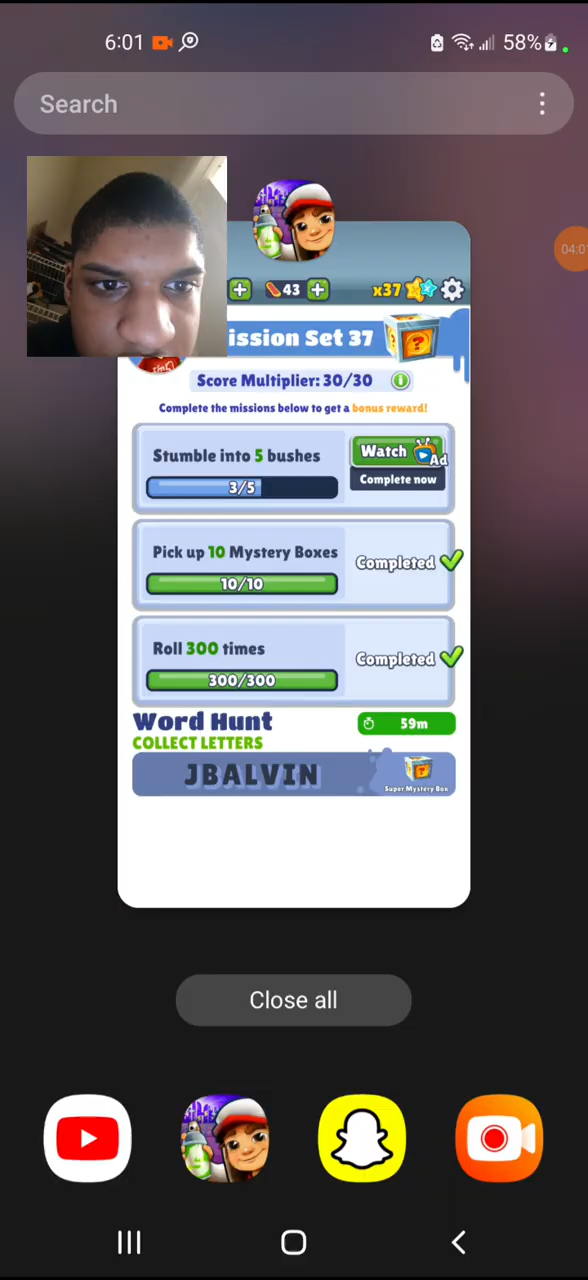 6:01
58%
Search
04:0
43
x37
ission Set 37
Score Multiplier: 30/30
Complete the missions below to get a bonus reward!
Stumble into 5 bushes
Watch
Ad
3/5
Complete now
Pick up 10 Mystery Boxes
Completed
10/10
Roll 300 times
Completed
300/300
Word Hunt
59m
COLLECT LETTERS
JBALVIN
Super Mystery Box
Close all